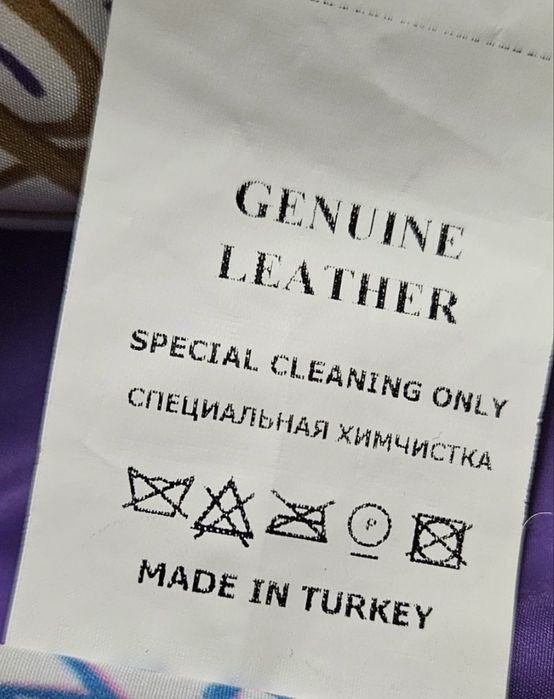 GENUINE
LEATHER
SPECIAL CLEANING ONLY
СПЕЦИАЛЬНАЯ ХИМЧИСТКА
P
MADE IN TURKEY